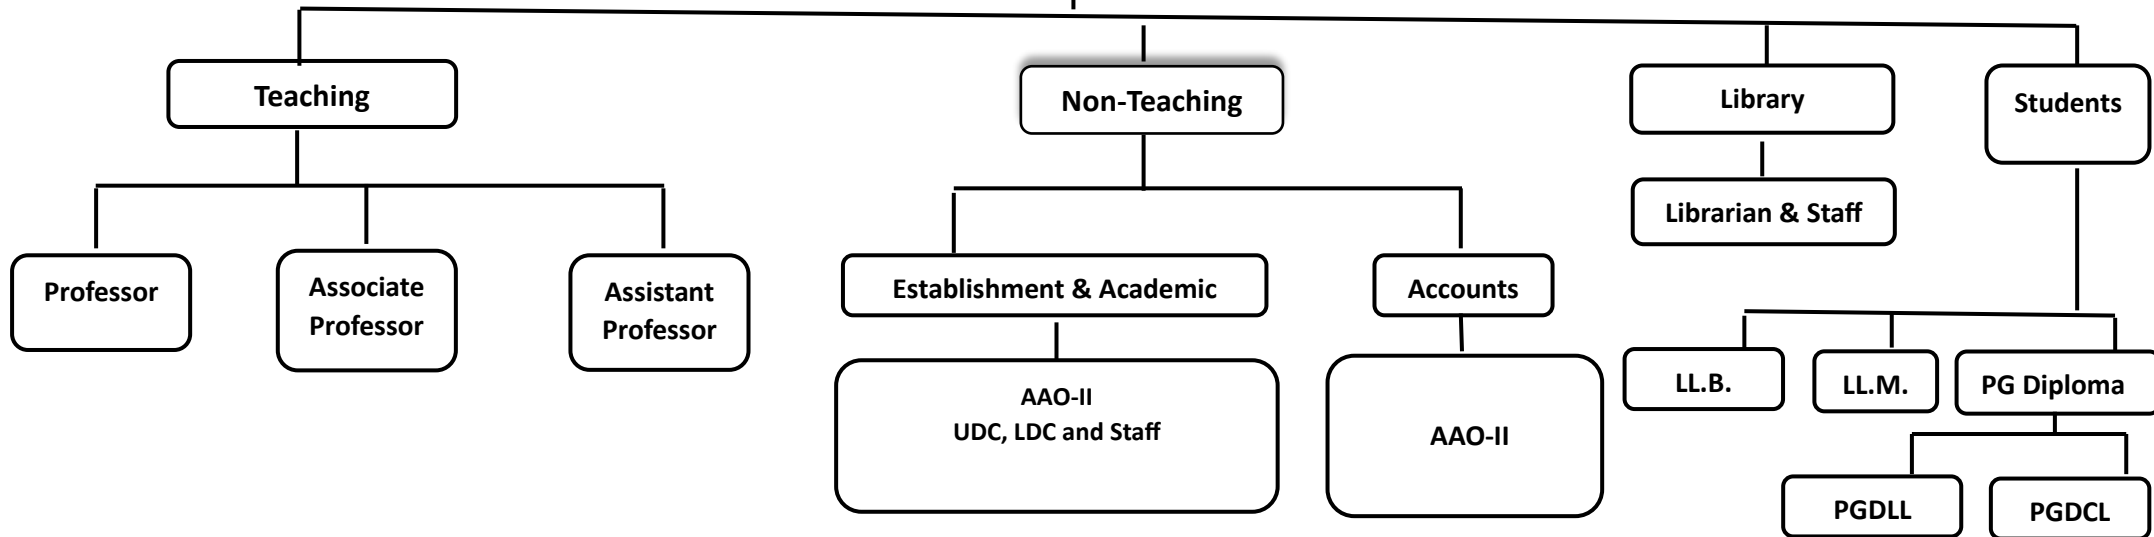 Teaching
Non-Teaching
Library
Students
Librarian & Staff
Professor
Associate
Professor
Assistant
Professor
Establishment & Academic
Accounts
LL.B.
LL.M.
PG Diploma
AAO-II
UDC, LDC and Staff
AAO-II
PGDLL
PGDCL